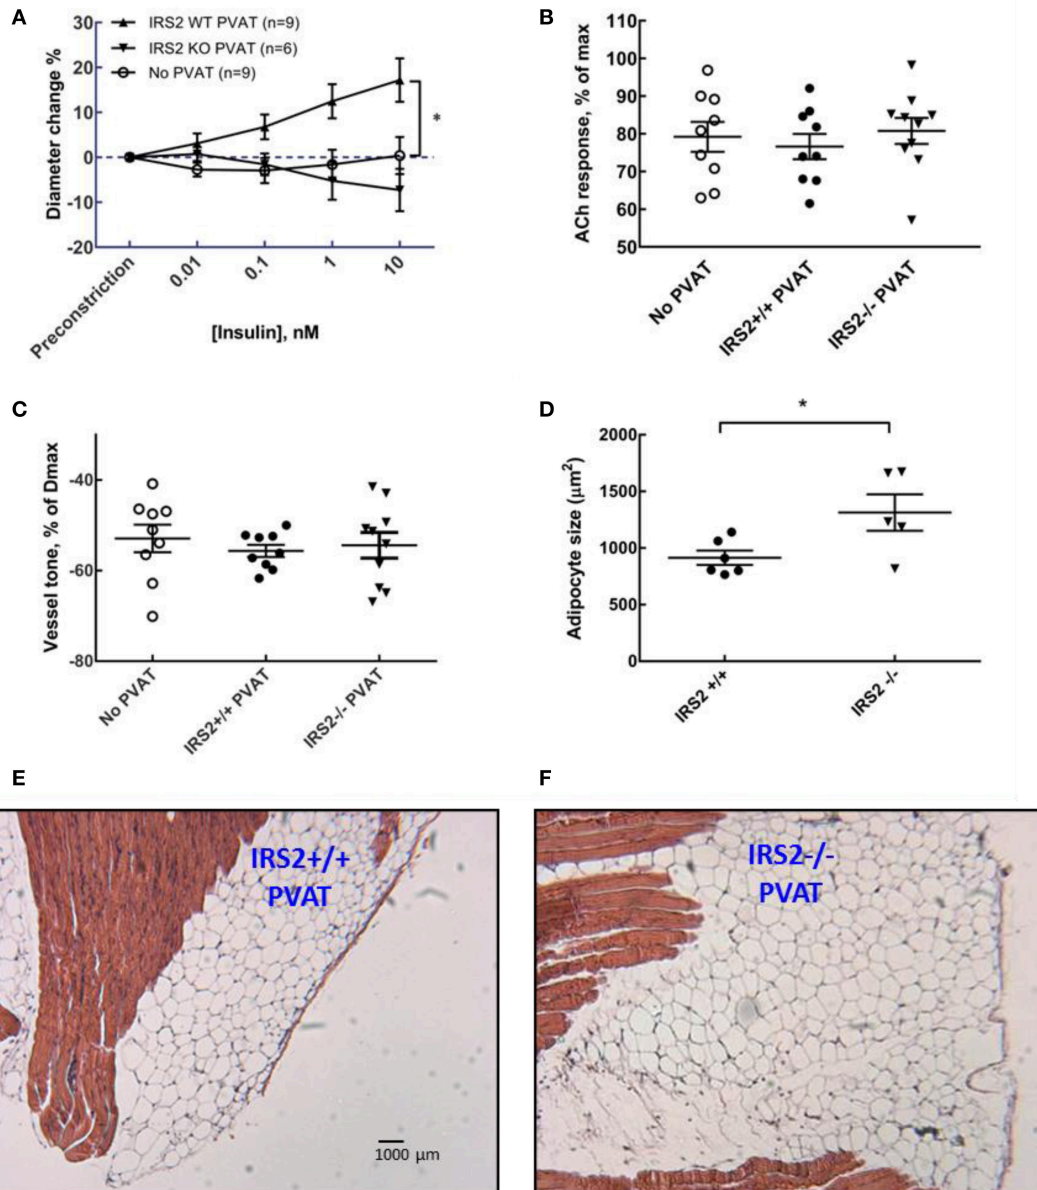 A
Diameter change %
30
20
10
0
-10
-20
IRS2 WT PVAT (n=9)
IRS2 KO PVAT (n=6)
No PVAT (n=9)
*
Preconstriction
0.01
0.1
1
10
[Insulin], nM
B
ACh response, % of max
110
100
90
80
70
60
50
No PVAT
IRS2+/+ PVAT
IRS2-/- PVAT
C
Vessel tone, % of Dmax
-40
-60
-80
No PVAT
IRS2+/+ PVAT
IRS2-/- PVAT
D
Adipocyte size (µm²)
2000
1500
1000
500
0
*
IRS2 +/+
IRS2 -/-
E
IRS2+/+
PVAT
1000 µm
F
IRS2-/-
PVAT